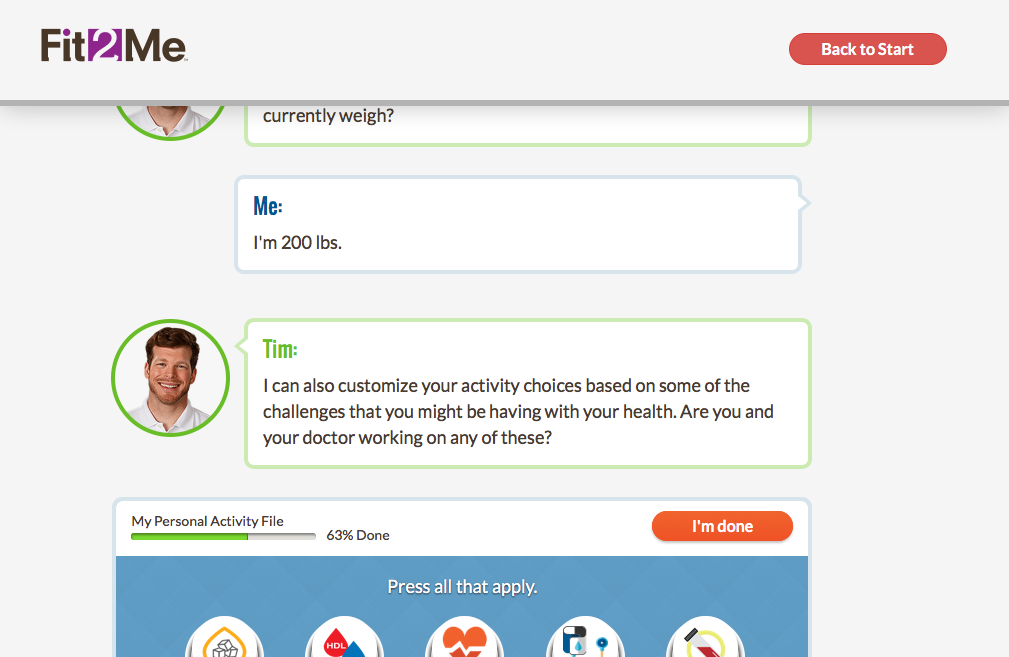 Fit2Me
Back to Start
currently weigh?
Me:
I'm 200 lbs.
Tim:
I can also customize your activity choices based on some of the
challenges that you might be having with your health. Are you and
your doctor working on any of these?
My Personal Activity File
63% Done
I'm done
Press all that apply.
HDL